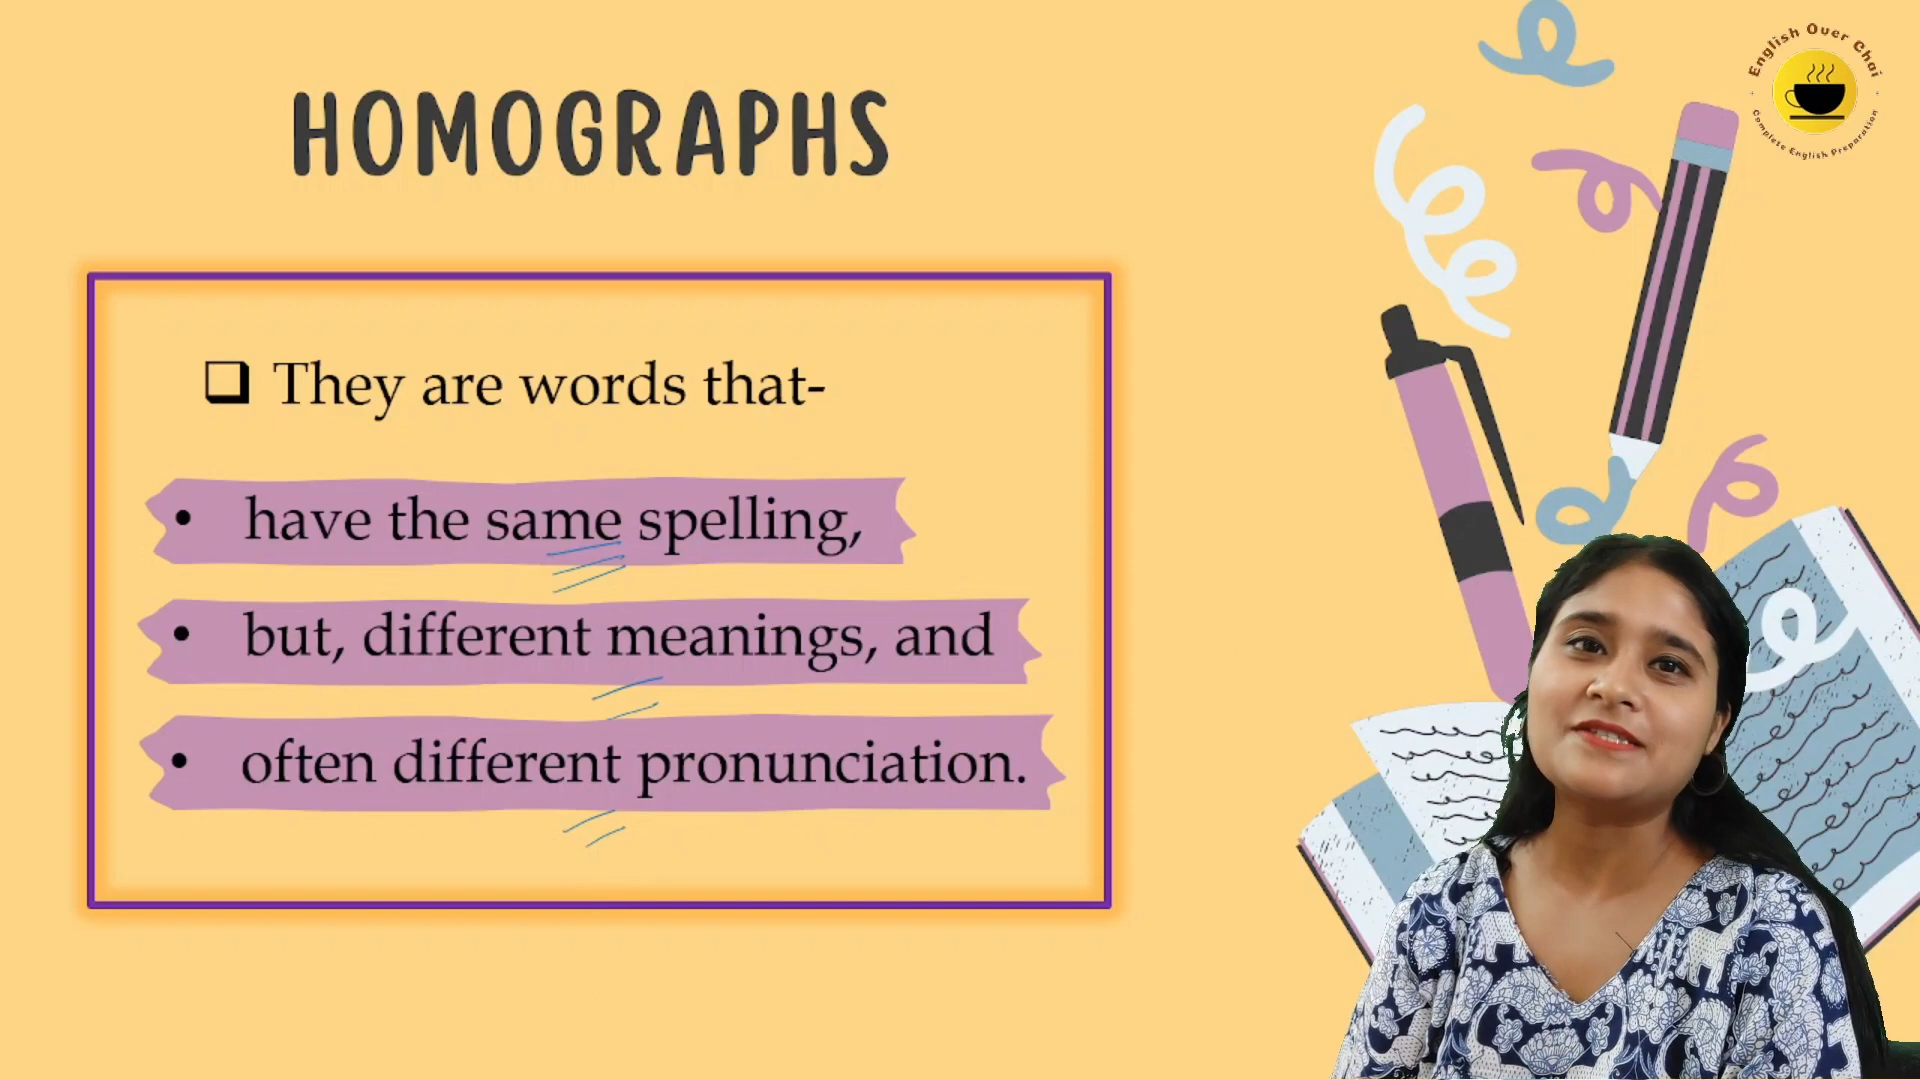 HOMOGRAPHS
English Over Chai
Complete English Preparation
❑ They are words that-
• have the same spelling,
• but, different meanings, and
• often different pronunciation.